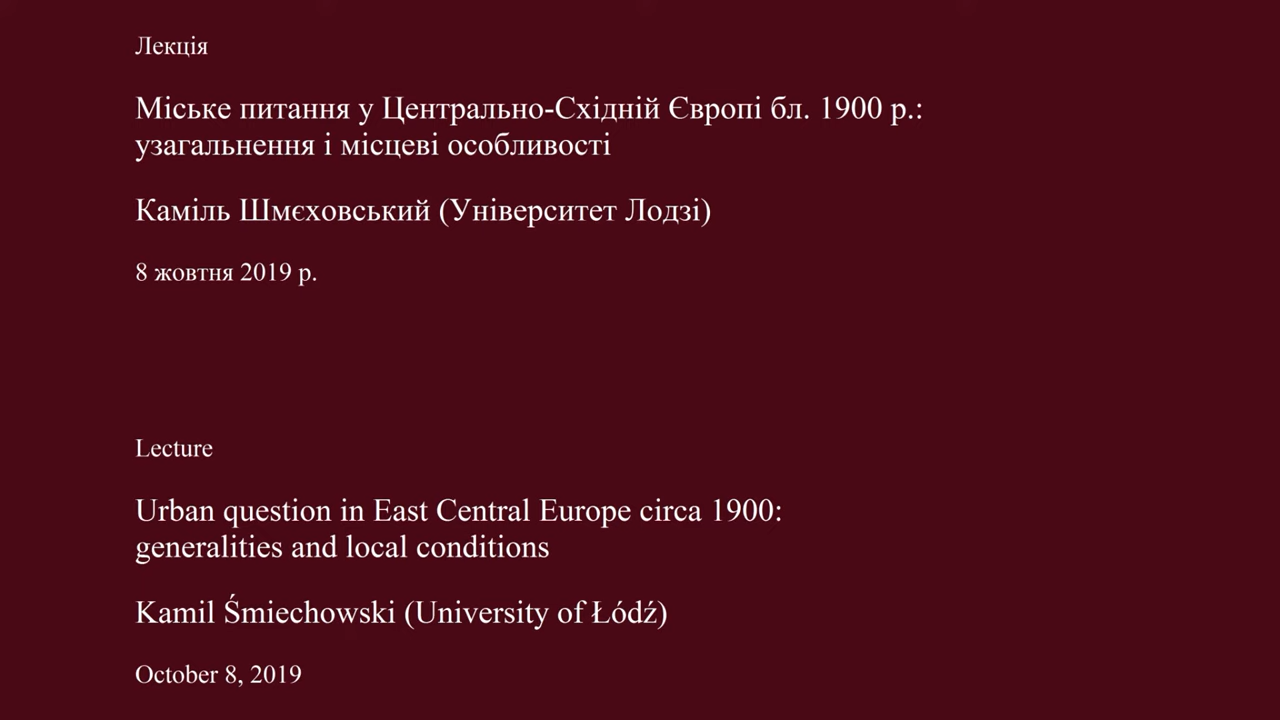 Лекція
Міське питання у Центрально-Східній Європі бл. 1900 р.:
узагальнення і місцеві особливості
Каміль Шмєховський (Університет Лодзі)
8 жовтня 2019 р.
Lecture
Urban question in East Central Europe circa 1900:
generalities and local conditions
Kamil Śmiechowski (University of Łódź)
October 8, 2019